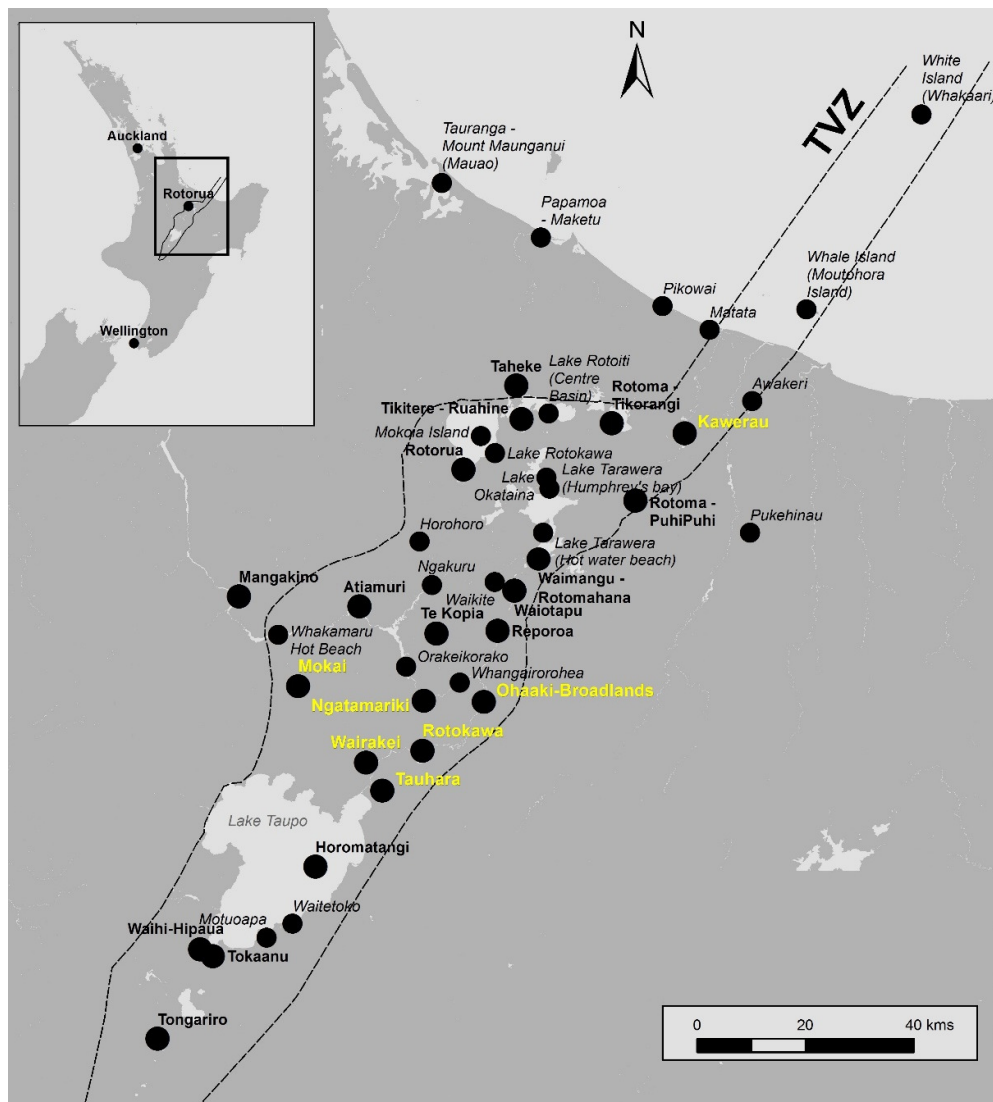 N
White
Island
(Whakaari)
TVZ
Auckland
Rotorua
Wellington
Tauranga -
Mount Maunganui
(Mauao)
Papamoa
- Maketu
Whale Island
(Moutohora
Island)
Pikowai
Matata
Taheke
Lake Rotoiti
(Centre
Basin)
Rotoma -
Tikorangi
Awakeri
Kawerau
Tikitere - Ruahine
Mokoia Island
Rotorua
Lake Rotokawa
Lake
Okataina
Lake Tarawera
(Humphrey's bay)
Rotoma -
PuhiPuhi
Pukehinau
Horohoro
Lake Tarawera
(Hot water beach)
Ngakuru
Waikite
Waimangu -
Rotomahana
Mangakino
Atiamuri
Waiotapu
Te Kopia
Reporoa
Whakamaru
Hot Beach
Orakeikorako
Mokai
Whangairorohea
Ngatamariki
Ohaaki-Broadlands
Rotokawa
Wairakei
Tauhara
Lake Taupo
Horomatangi
Motuoapa
Waitetoko
Waihi-Hipaua
Tokaanu
Tongariro
0 20 40 kms